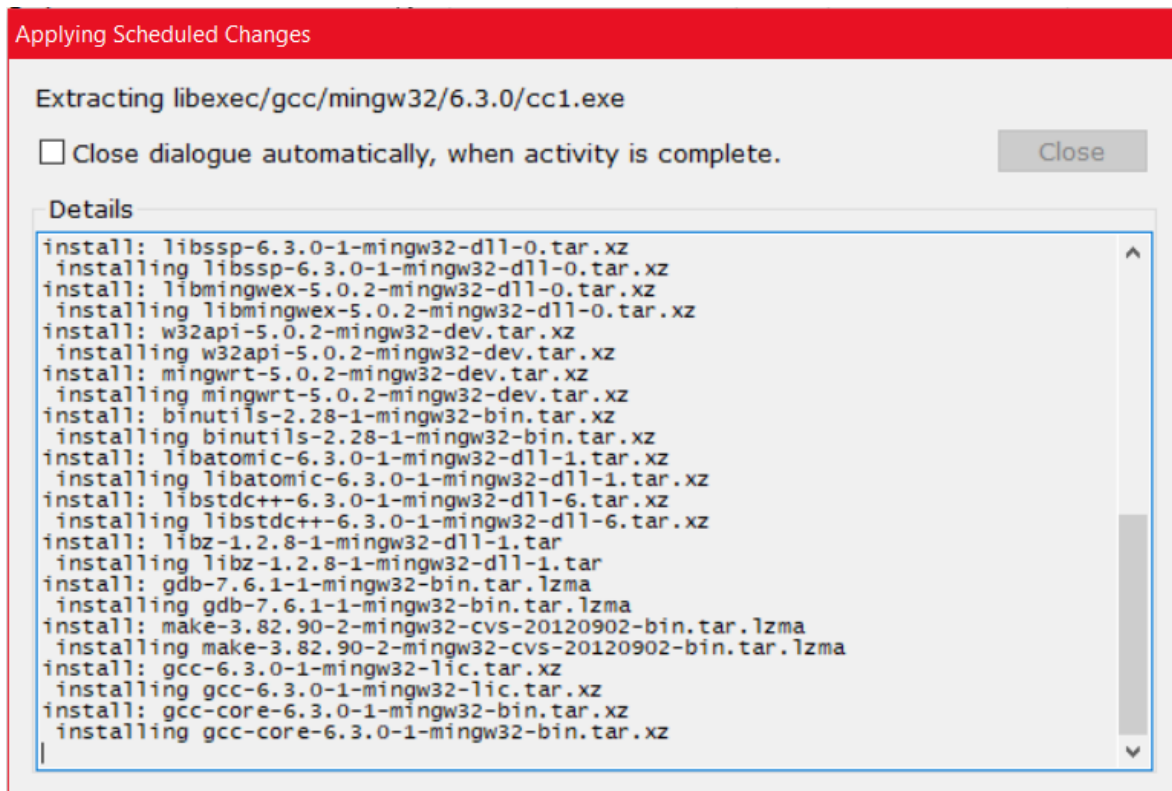 Applying Scheduled Changes
Extracting libexec/gcc/mingw32/6.3.0/cc1.exe
Close dialogue automatically, when activity is complete.
Close
Details
install: libssp-6.3.0-1-mingw32-dll-0.tar.xz
installing libssp-6.3.0-1-mingw32-dll-0.tar.xz
install: libmingwex-5.0.2-mingw32-dll-0.tar.xz
installing libmingwex-5.0.2-mingw32-dll-0.tar.xz
install: w32api-5.0.2-mingw32-dev.tar.xz
installing w32api-5.0.2-mingw32-dev.tar.xz
install: mingwrt-5.0.2-mingw32-dev.tar.xz
installing mingwrt-5.0.2-mingw32-dev.tar.xz
install: binutils-2.28-1-mingw32-bin.tar.xz
installing binutils-2.28-1-mingw32-bin.tar.xz
install: libatomic-6.3.0-1-mingw32-dll-1.tar.xz
installing libatomic-6.3.0-1-mingw32-dll-1.tar.xz
install: libstdc++-6.3.0-1-mingw32-dll-6.tar.xz
installing libstdc++-6.3.0-1-mingw32-dll-6.tar.xz
install: libz-1.2.8-1-mingw32-dll-1.tar
installing libz-1.2.8-1-mingw32-dll-1.tar
install: gdb-7.6.1-1-mingw32-bin.tar.lzma
installing gdb-7.6.1-1-mingw32-bin.tar.lzma
install: make-3.82.90-2-mingw32-cvs-20120902-bin.tar.lzma
installing make-3.82.90-2-mingw32-cvs-20120902-bin.tar.lzma
install: gcc-6.3.0-1-mingw32-lic.tar.xz
installing gcc-6.3.0-1-mingw32-lic.tar.xz
install: gcc-core-6.3.0-1-mingw32-bin.tar.xz
installing gcc-core-6.3.0-1-mingw32-bin.tar.xz